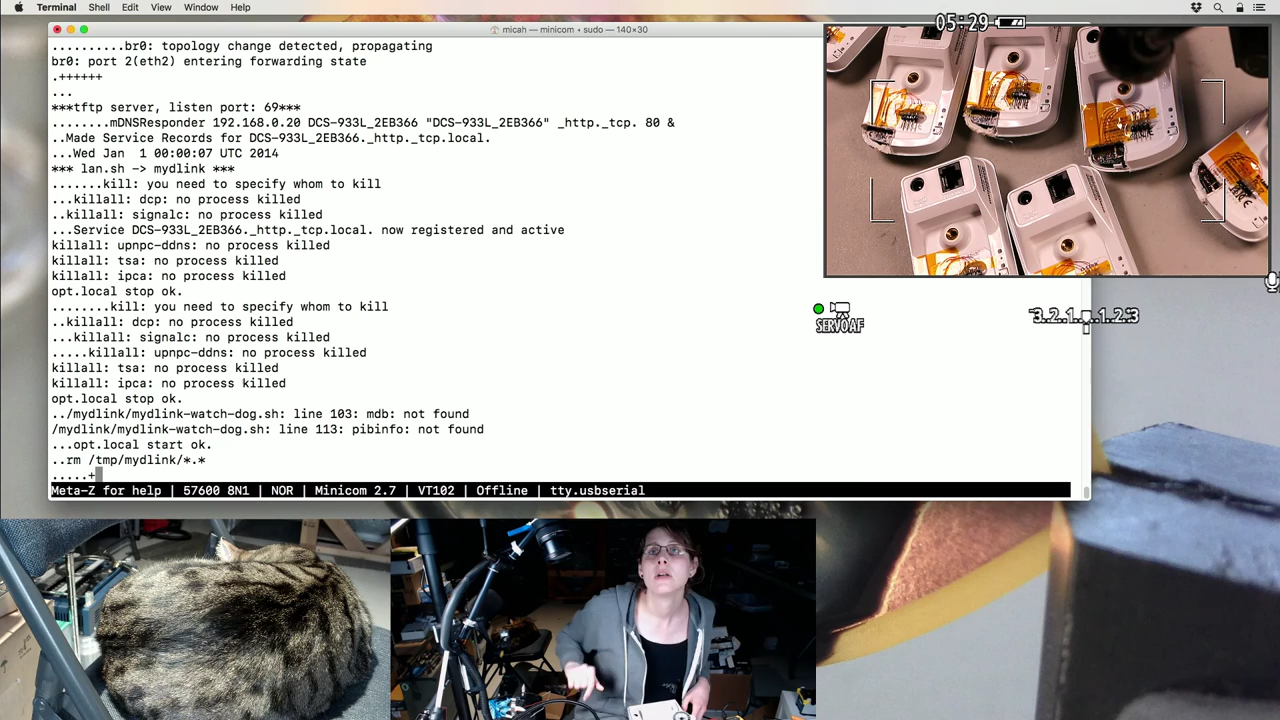 Terminal Shell Edit View Window Help
micah — minicom • sudo — 140×30
..........br0: topology change detected, propagating
br0: port 2(eth2) entering forwarding state
.++++++
...
***tftp server, listen port: 69***
........mDNSResponder 192.168.0.20 DCS-933L_2EB366 "DCS-933L_2EB366" _http._tcp. 80 &
..Made Service Records for DCS-933L_2EB366._http._tcp.local.
...Wed Jan  1 00:00:07 UTC 2014
*** lan.sh -> mydlink ***
.......kill: you need to specify whom to kill
...killall: dcp: no process killed
..killall: signalc: no process killed
...Service DCS-933L_2EB366._http._tcp.local. now registered and active
killall: upnpc-ddns: no process killed
killall: tsa: no process killed
killall: ipca: no process killed
opt.local stop ok.
........kill: you need to specify whom to kill
..killall: dcp: no process killed
...killall: signalc: no process killed
.....killall: upnpc-ddns: no process killed
killall: tsa: no process killed
killall: ipca: no process killed
opt.local stop ok.
../mydlink/mydlink-watch-dog.sh: line 103: mdb: not found
/mydlink/mydlink-watch-dog.sh: line 113: pibinfo: not found
...opt.local start ok.
..rm /tmp/mydlink/*.*
.....+
Meta-Z for help | 57600 8N1 | NOR | Minicom 2.7 | VT102 | Offline | tty.usbserial
05:29
SERVO AF
-3..2..1..0..1..2..3